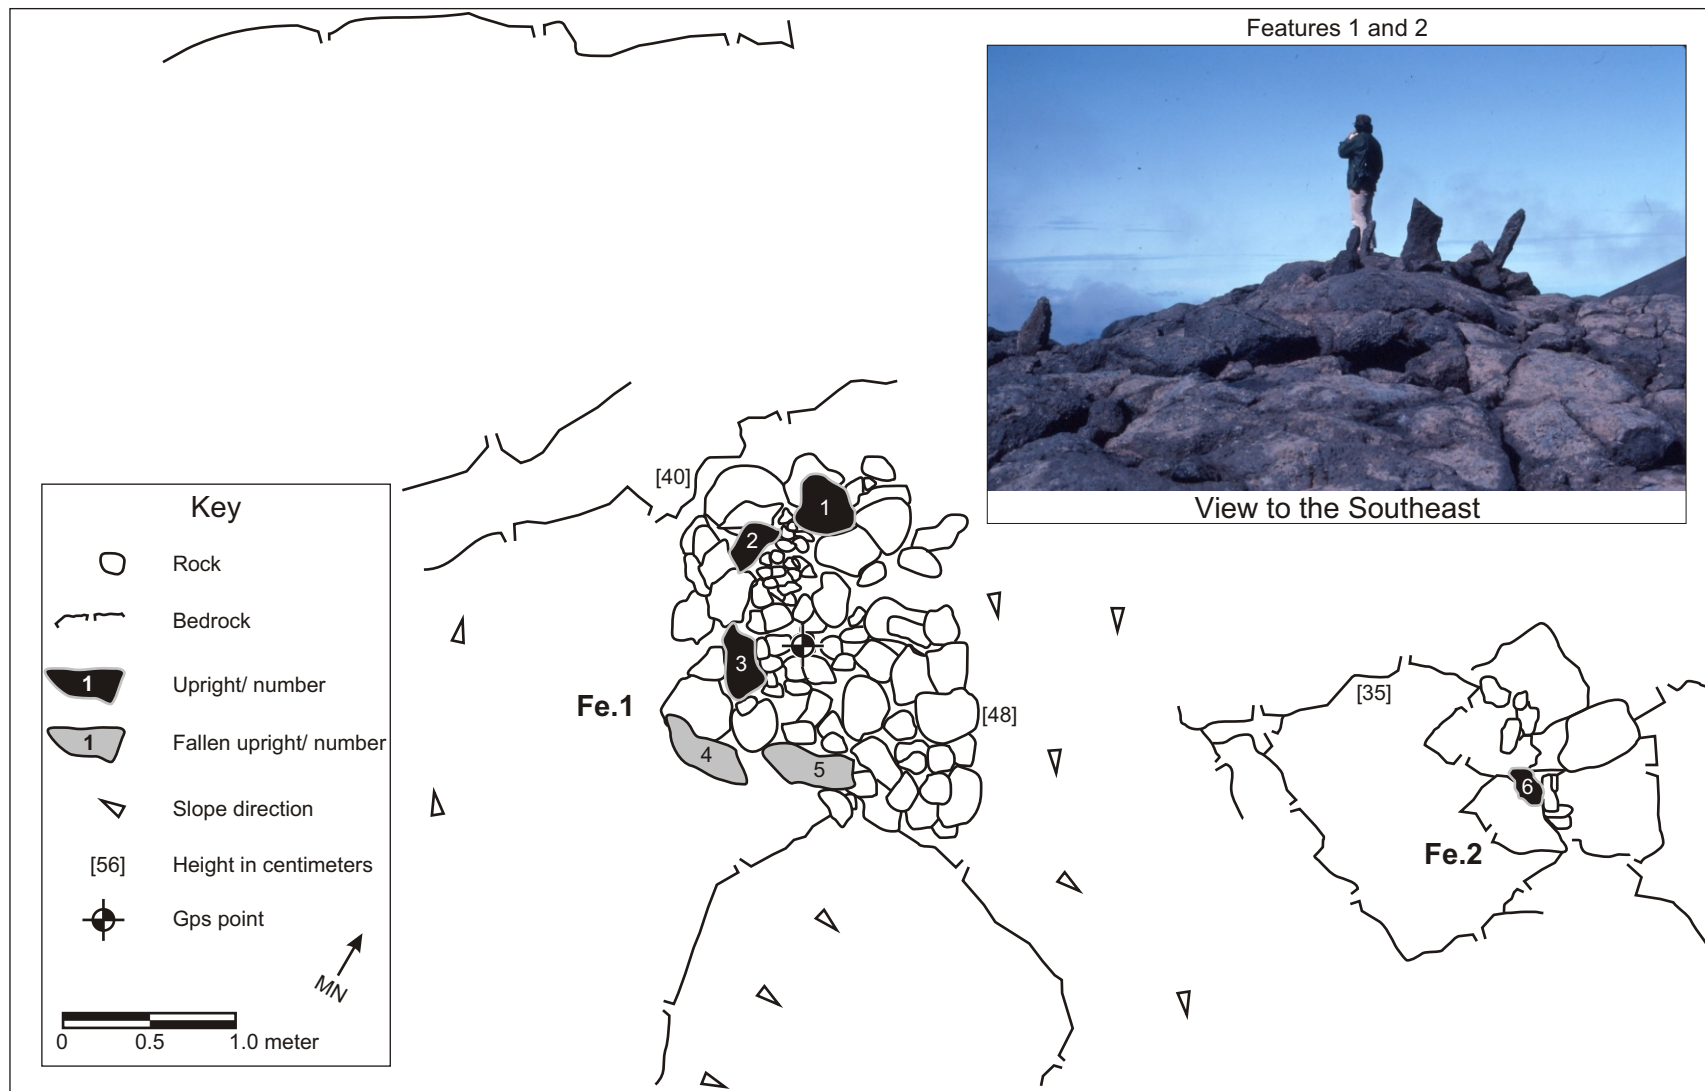 Features 1 and 2
View to the Southeast
[40]
1
2
3
Fe.1
[48]
4
5
[35]
6
Fe.2
Key
Rock
Bedrock
1 Upright/ number
1 Fallen upright/ number
Slope direction
[56] Height in centimeters
Gps point
MN
0 0.5 1.0 meter